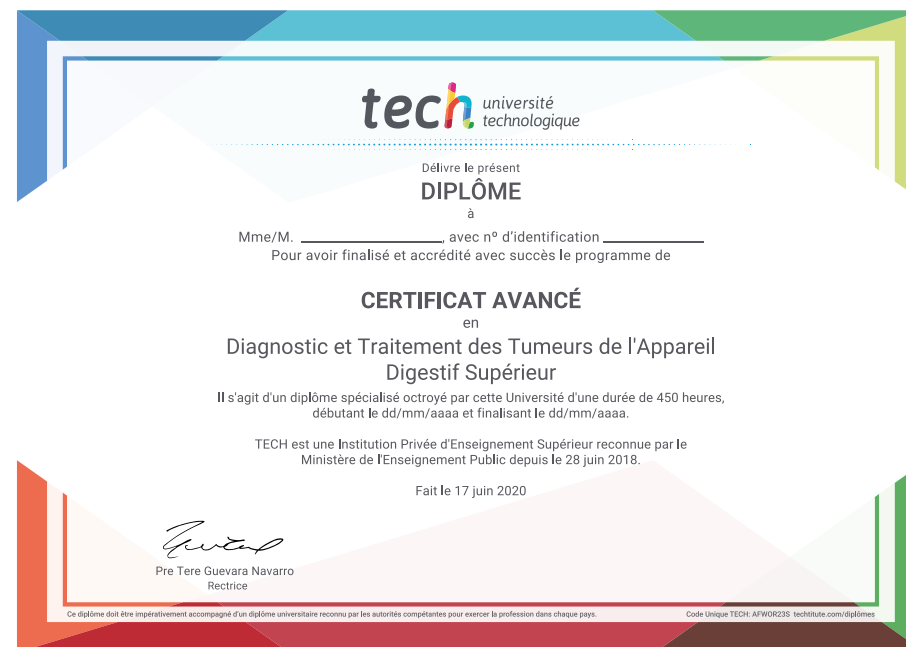 tech université
technologique
Délivre le présent
DIPLÔME
à
Mme/M. ____________________, avec nº d'identification ______________
Pour avoir finalisé et accrédité avec succès le programme de
CERTIFICAT AVANCÉ
en
Diagnostic et Traitement des Tumeurs de l'Appareil
Digestif Supérieur
Il s'agit d'un diplôme spécialisé octroyé par cette Université d'une durée de 450 heures,
débutant le dd/mm/aaaa et finalisant le dd/mm/aaaa.
TECH est une Institution Privée d'Enseignement Supérieur reconnue par le
Ministère de l'Enseignement Public depuis le 28 juin 2018.
Fait le 17 juin 2020
Pre Tere Guevara Navarro
Rectrice
Ce diplôme doit être impérativement accompagné d'un diplôme universitaire reconnu par les autorités compétentes pour exercer la profession dans chaque pays.
Code Unique TECH: AFWOR23S techtitute.com/diplômes